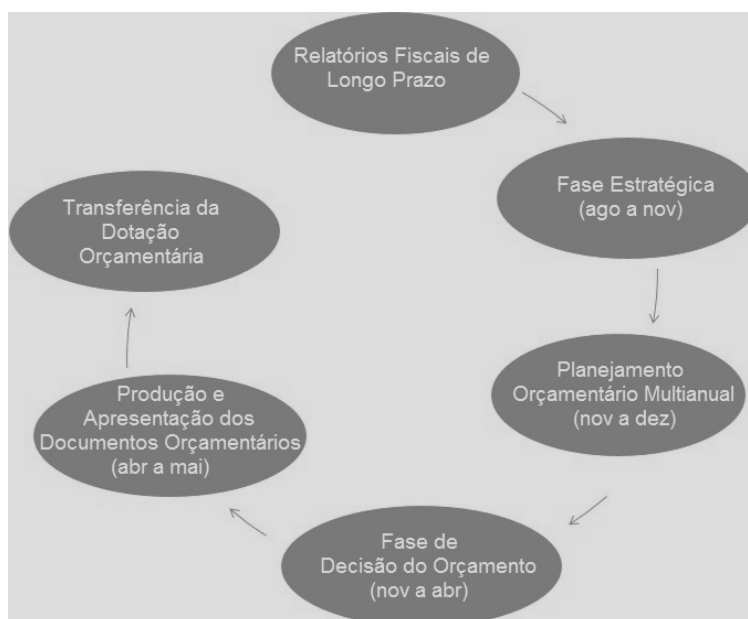 Relatórios Fiscais de
Longo Prazo
Fase Estratégica
(ago a nov)
Planejamento
Orçamentário Multianual
(nov a dez)
Fase de
Decisão do Orçamento
(nov a abr)
Produção e
Apresentação dos
Documentos Orçamentários
(abr a mai)
Transferência da
Dotação
Orçamentária